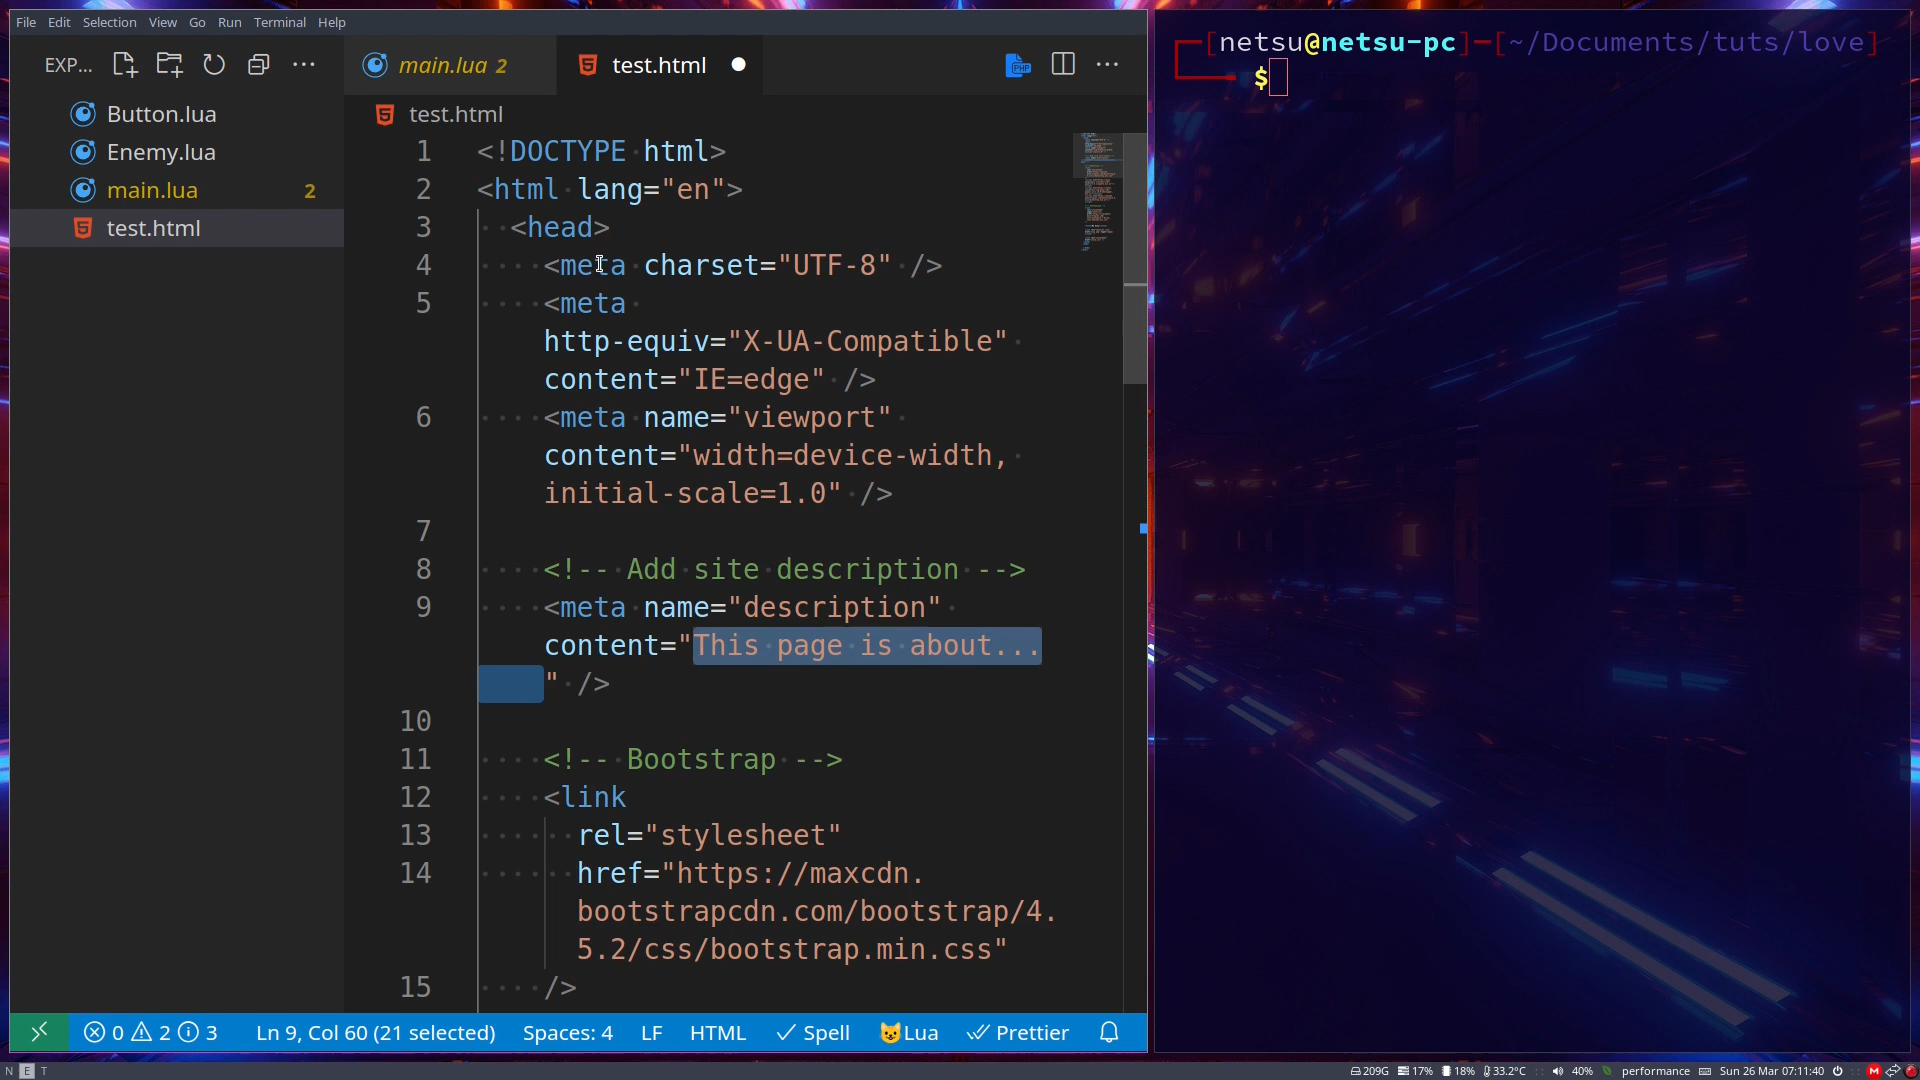 File Edit Selection View Go Run Terminal Help
EXP...
Button.lua
Enemy.lua
main.lua 2
test.html
main.lua 2
test.html
PHP
test.html
1 <!DOCTYPE html>
2 <html lang="en">
3 <head>
4 <meta charset="UTF-8" />
5 <meta
http-equiv="X-UA-Compatible"
content="IE=edge" />
6 <meta name="viewport"
content="width=device-width,
initial-scale=1.0" />
7
8 <!-- Add site description -->
9 <meta name="description"
content="This page is about...
" />
10
11 <!-- Bootstrap -->
12 <link
13 rel="stylesheet"
14 href="https://maxcdn.
bootstrapcdn.com/bootstrap/4.
5.2/css/bootstrap.min.css"
15 />
0 2 3 Ln 9, Col 60 (21 selected) Spaces: 4 LF HTML Spell Lua Prettier
[netsu@netsu-pc]-[~/Documents/tuts/love]
$
N E T
209G 17% 18% 33.2°C 40% performance Sun 26 Mar 07:11:40